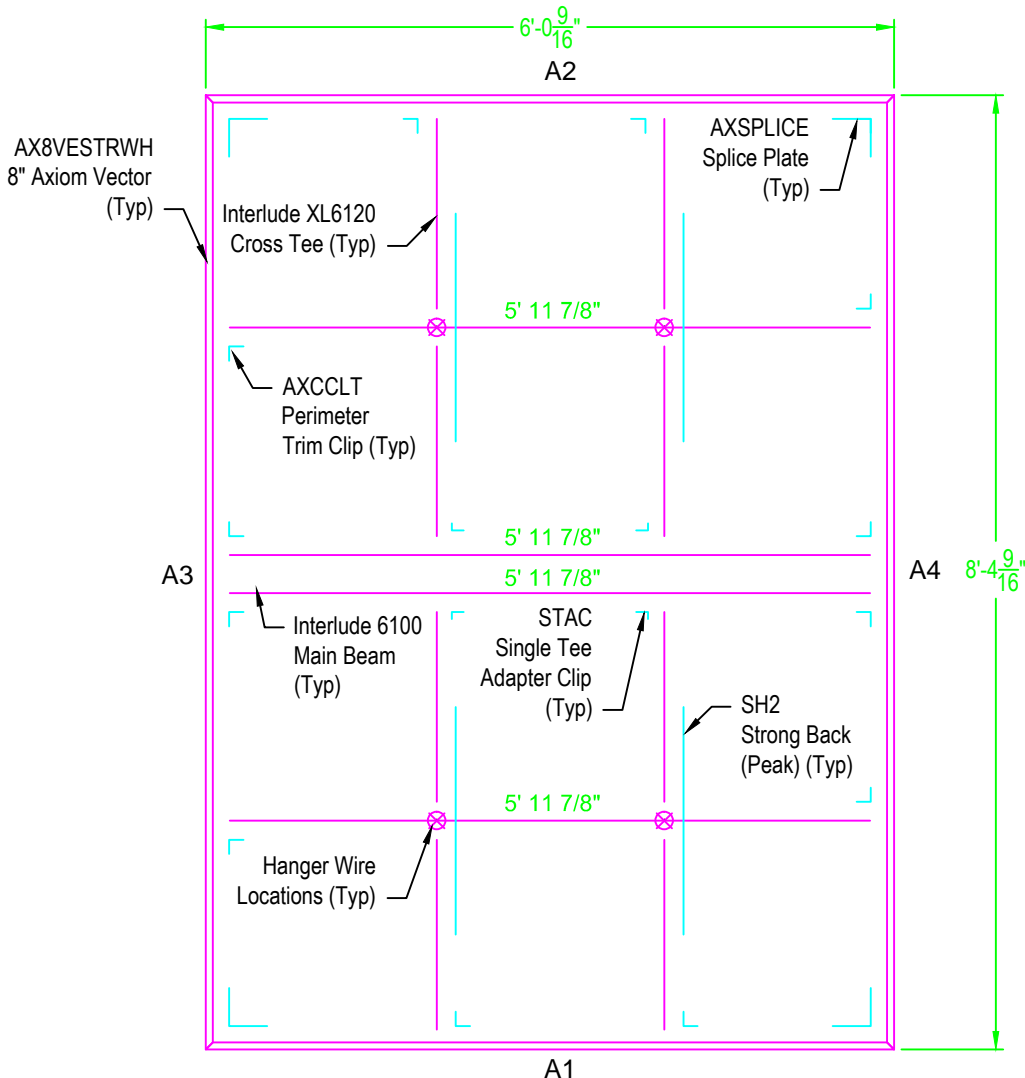 6'-0 9/16"
A2
AX8VESTRWH
8" Axiom Vector
(Typ)
AXSPLICE
Splice Plate
(Typ)
Interlude XL6120
Cross Tee (Typ)
5' 11 7/8"
AXCCLT
Perimeter
Trim Clip (Typ)
5' 11 7/8"
5' 11 7/8"
A3
A4
8'-4 9/16"
Interlude 6100
Main Beam
(Typ)
STAC
Single Tee
Adapter Clip
(Typ)
SH2
Strong Back
(Peak) (Typ)
5' 11 7/8"
Hanger Wire
Locations (Typ)
A1